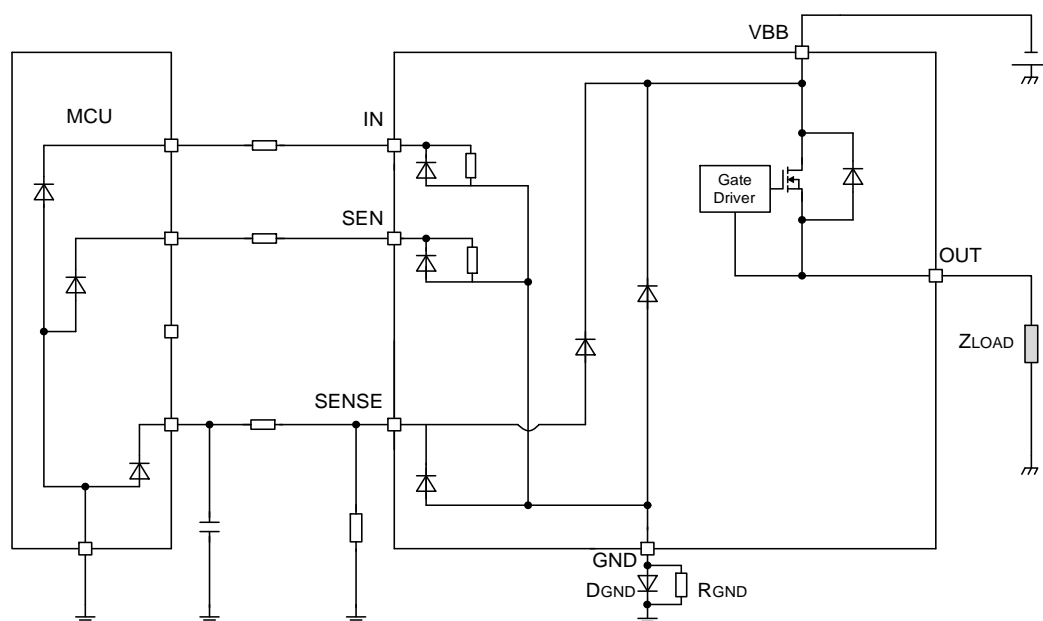 VBB
MCU
IN
Gate
Driver
SEN
OUT
ZLOAD
SENSE
GND
DGND
RGND